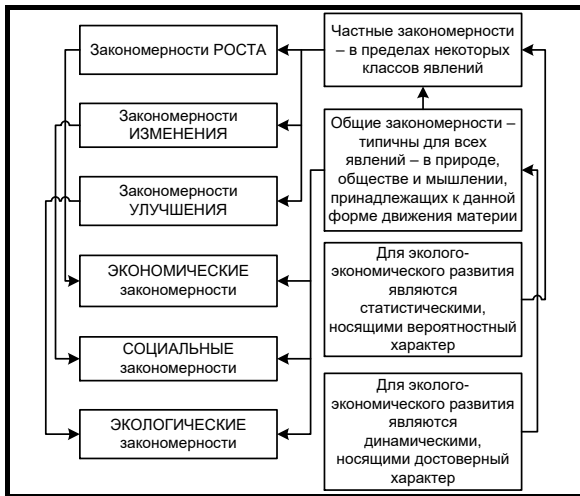 Закономерности РОСТА
Закономерности
ИЗМЕНЕНИЯ
Закономерности
УЛУЧШЕНИЯ
ЭКОНОМИЧЕСКИЕ
закономерности
СОЦИАЛЬНЫЕ
закономерности
ЭКОЛОГИЧЕСКИЕ
закономерности
Частные закономерности
– в пределах некоторых
классов явлений
Общие закономерности –
типичны для всех
явлений – в природе,
обществе и мышлении,
принадлежащих к данной
форме движения материи
Для эколого-
экономического развития
являются
статистическими,
носящими вероятностный
характер
Для эколого-
экономического развития
являются
динамическими,
носящими достоверный
характер